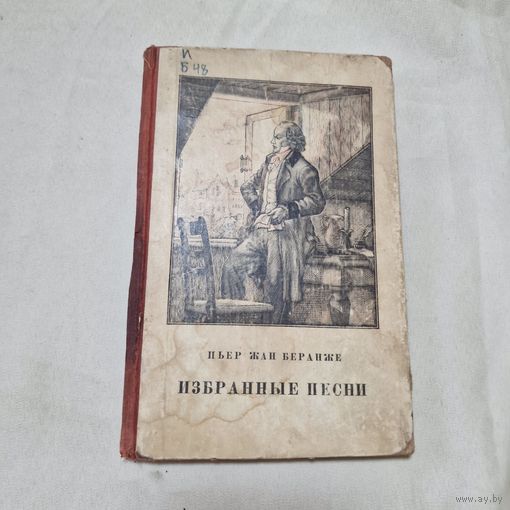 И
Б 48
ПЬЕР ЖАН БЕРАНЖЕ
ИЗБРАННЫЕ ПЕСНИ
www.ay.by